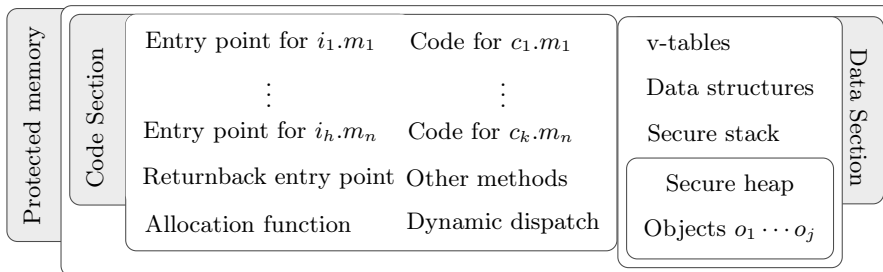 Protected memory
Code Section
Entry point for i₁.m₁
⋮
Entry point for iₕ.mₙ
Returnback entry point
Allocation function
Code for c₁.m₁
⋮
Code for cₖ.mₙ
Other methods
Dynamic dispatch
v-tables
Data structures
Secure stack
Secure heap
Objects o₁ ⋯ oⱼ
Data Section